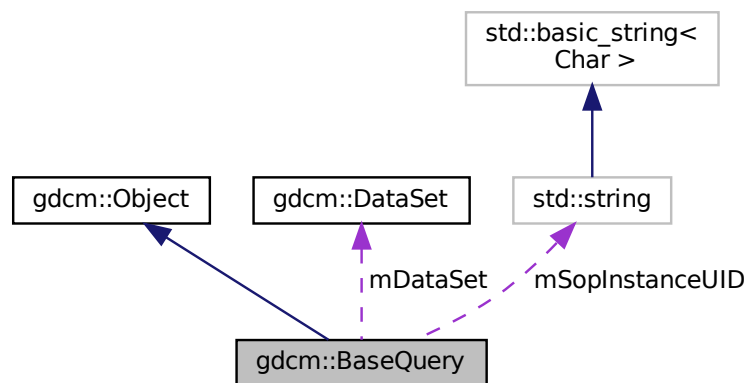 std::basic_string<
Char >
gdcm::Object
gdcm::DataSet
std::string
mDataSet
mSopInstanceUID
gdcm::BaseQuery